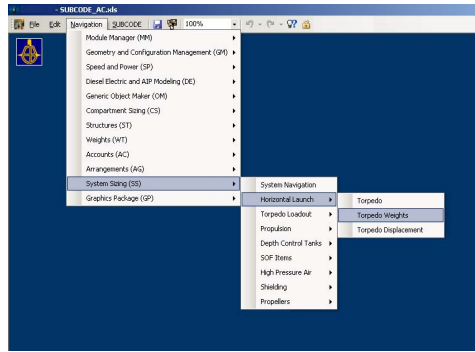 - SUBCODE_AC.xls
File Edit Navigation SUBCODE 100%
Module Manager (MM)
Geometry and Configuration Management (GM)
Speed and Power (SP)
Diesel Electric and AIP Modeling (DE)
Generic Object Maker (OM)
Compartment Sizing (CS)
Structures (ST)
Weights (WT)
Accounts (AC)
Arrangements (AG)
System Sizing (SS)
Graphics Package (GP)
System Navigation
Horizontal Launch
Torpedo Loadout
Propulsion
Depth Control Tanks
SOF Items
High Pressure Air
Shielding
Propellers
Torpedo
Torpedo Weights
Torpedo Displacement